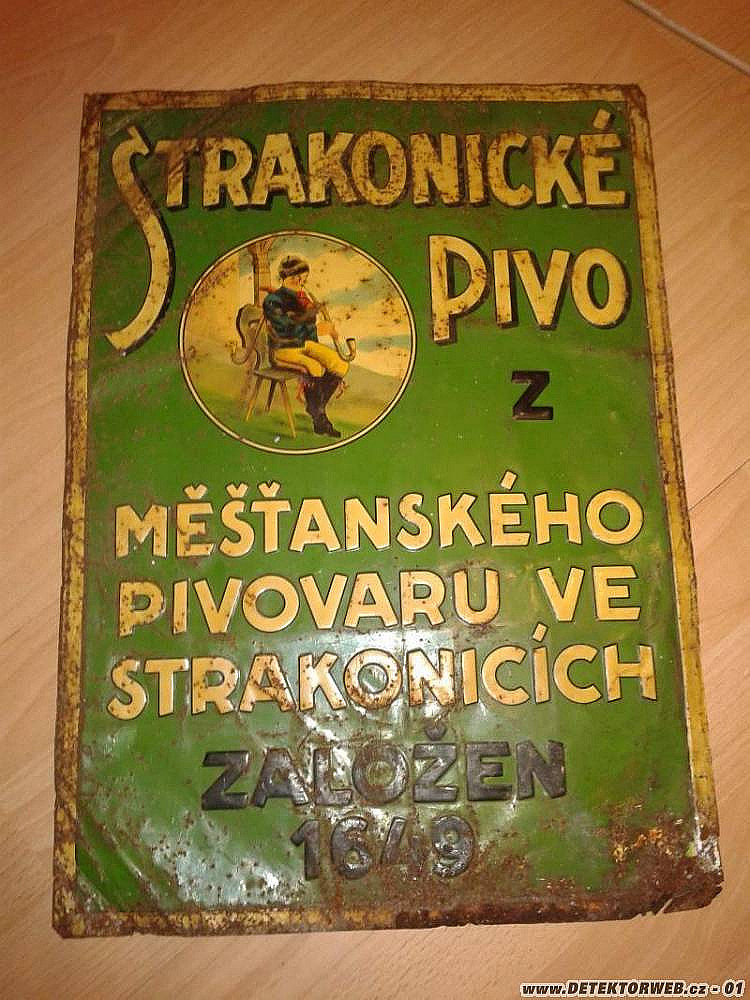 STRAKONICKÉ
PIVO
Z
MĚŠŤANSKÉHO
PIVOVARU VE
STRAKONICÍCH
ZALOŽEN
1649
www.DETEKTORWEB.cz - 01